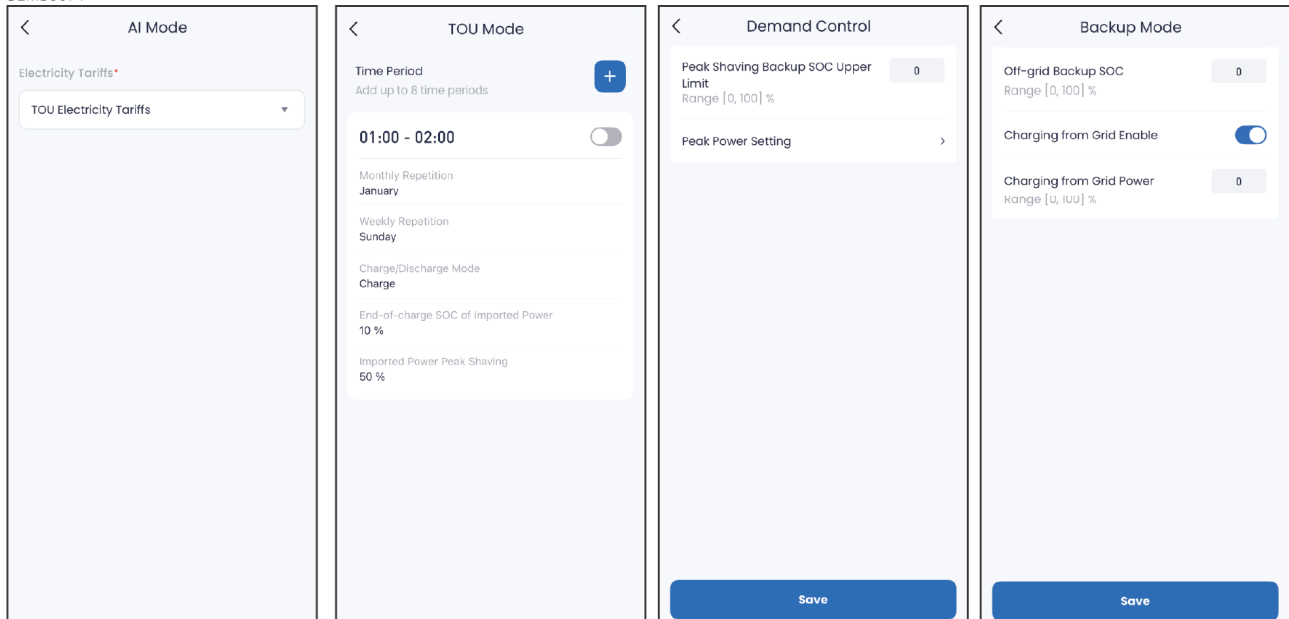 AI Mode
Electricity Tariffs*
TOU Electricity Tariffs
TOU Mode
Time Period
Add up to 8 time periods
01:00 - 02:00
Monthly Repetition
January
Weekly Repetition
Sunday
Charge/Discharge Mode
Charge
End-of-charge SOC of Imported Power
10 %
Imported Power Peak Shaving
50 %
Demand Control
Peak Shaving Backup SOC Upper
Limit
0
Range [0, 100] %
Peak Power Setting
Save
Backup Mode
Off-grid Backup SOC
0
Range [0, 100] %
Charging from Grid Enable
Charging from Grid Power
0
Range [0, 100] %
Save